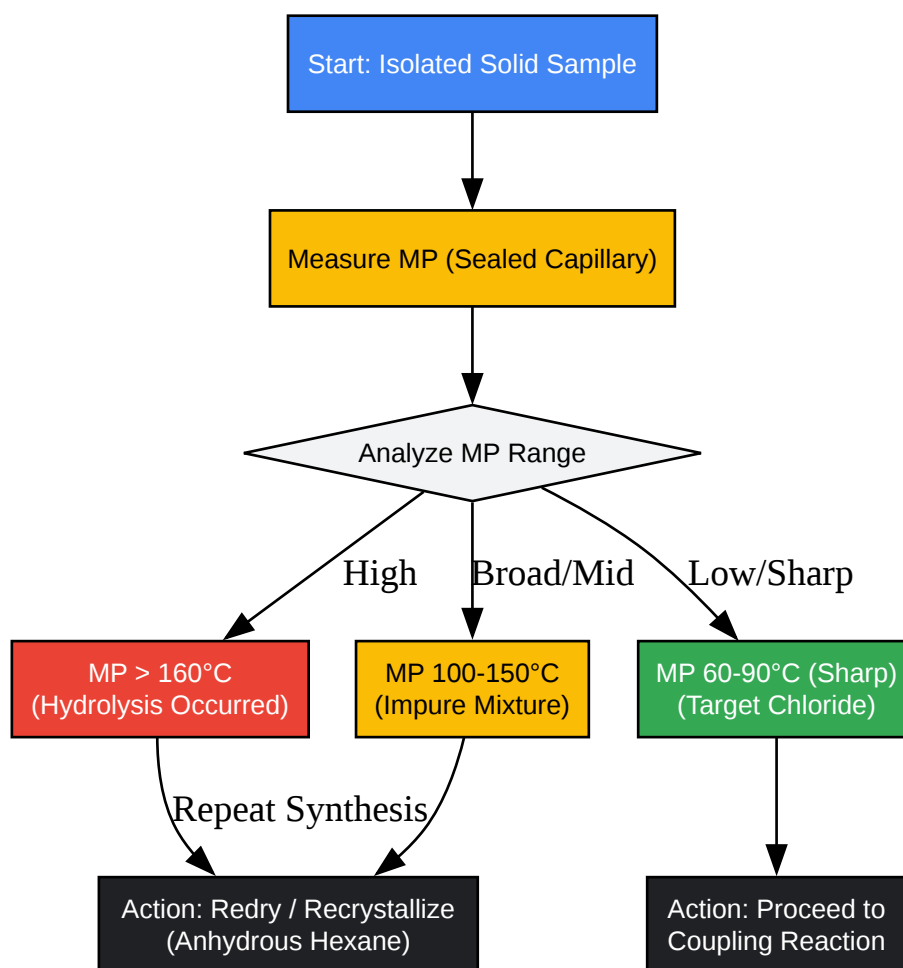 Start: Isolated Solid Sample
Measure MP (Sealed Capillary)
Analyze MP Range
High
Broad/Mid
Low/Sharp
MP > 160°C
(Hydrolysis Occurred)
MP 100-150°C
(Impure Mixture)
MP 60-90°C (Sharp)
(Target Chloride)
Repeat Synthesis
Action: Redry / Recrystallize
(Anhydrous Hexane)
Action: Proceed to
Coupling Reaction